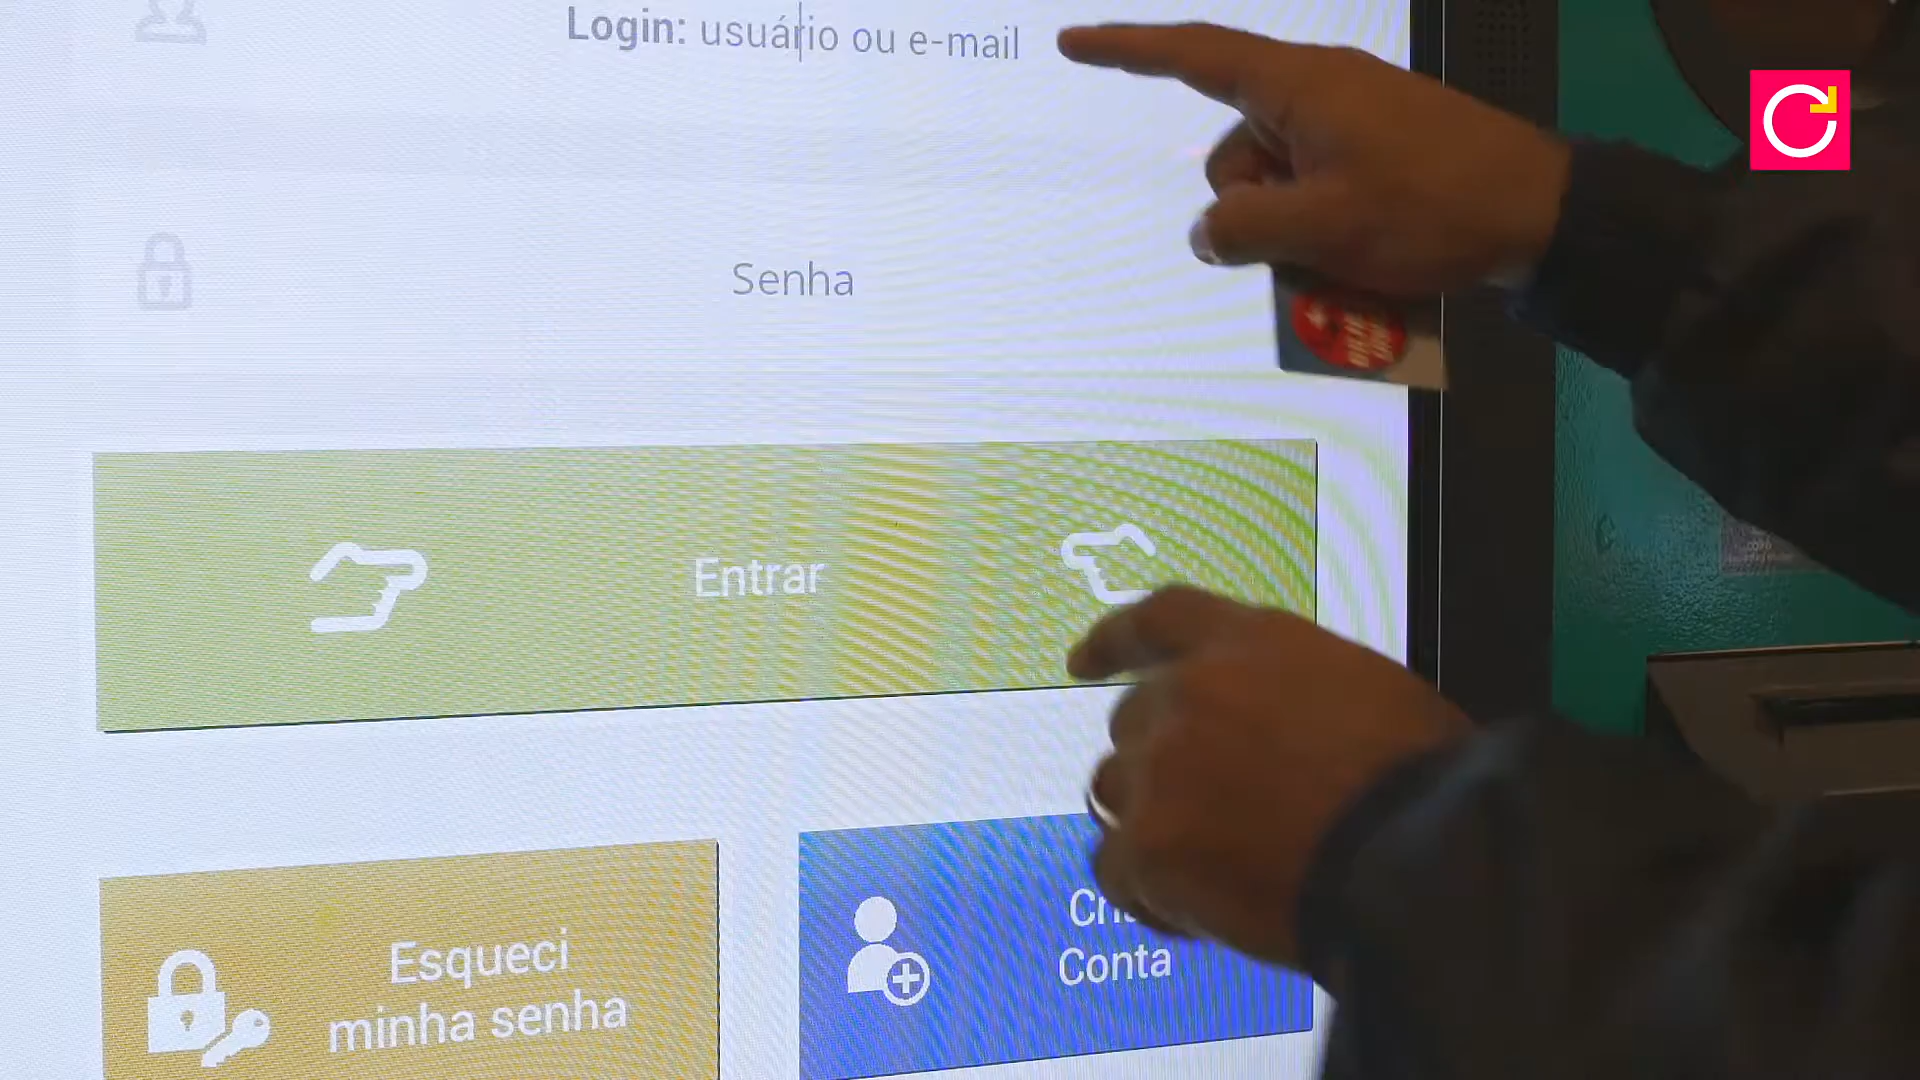 Login: usuário ou e-mail
Senha
Entrar
Esqueci
minha senha
Conta